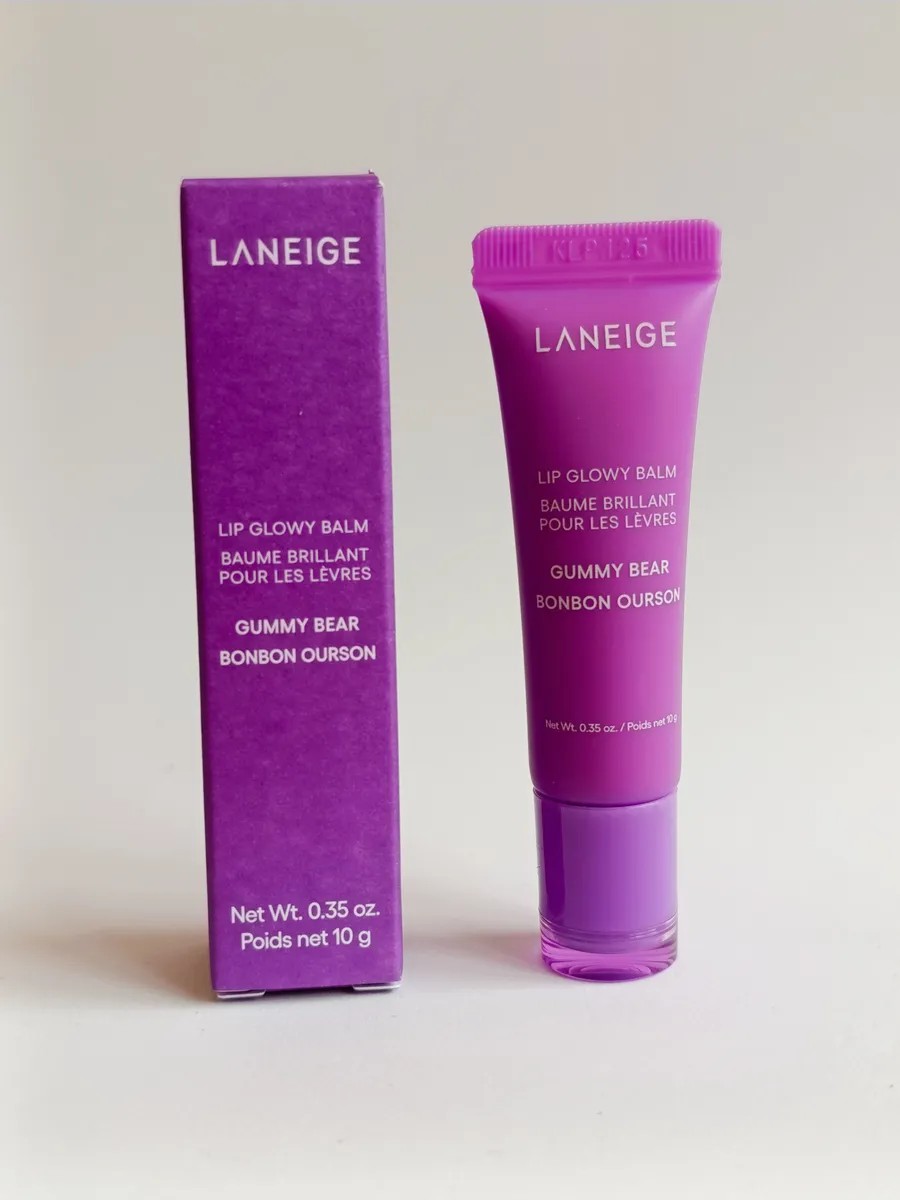 LANEIGE
LIP GLOWY BALM
BAUME BRILLANT
POUR LES LÈVRES
GUMMY BEAR
BONBON OURSON
Net Wt. 0.35 oz.
Poids net 10 g
KLP 125
LANEIGE
LIP GLOWY BALM
BAUME BRILLANT
POUR LES LÈVRES
GUMMY BEAR
BONBON OURSON
Net Wt. 0.35 oz. / Poids net 10 g